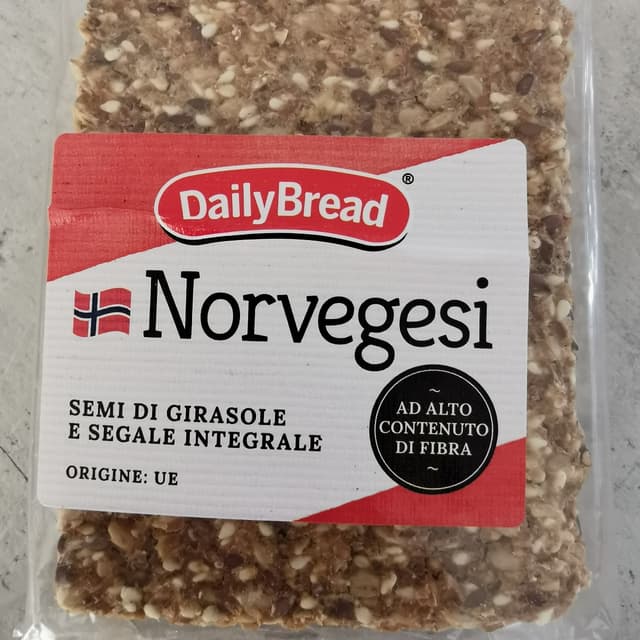 DailyBread®
Norvegesi
SEMI DI GIRASOLE
E SEGALE INTEGRALE
ORIGINE: UE
~
AD ALTO
CONTENUTO
DI FIBRA
~